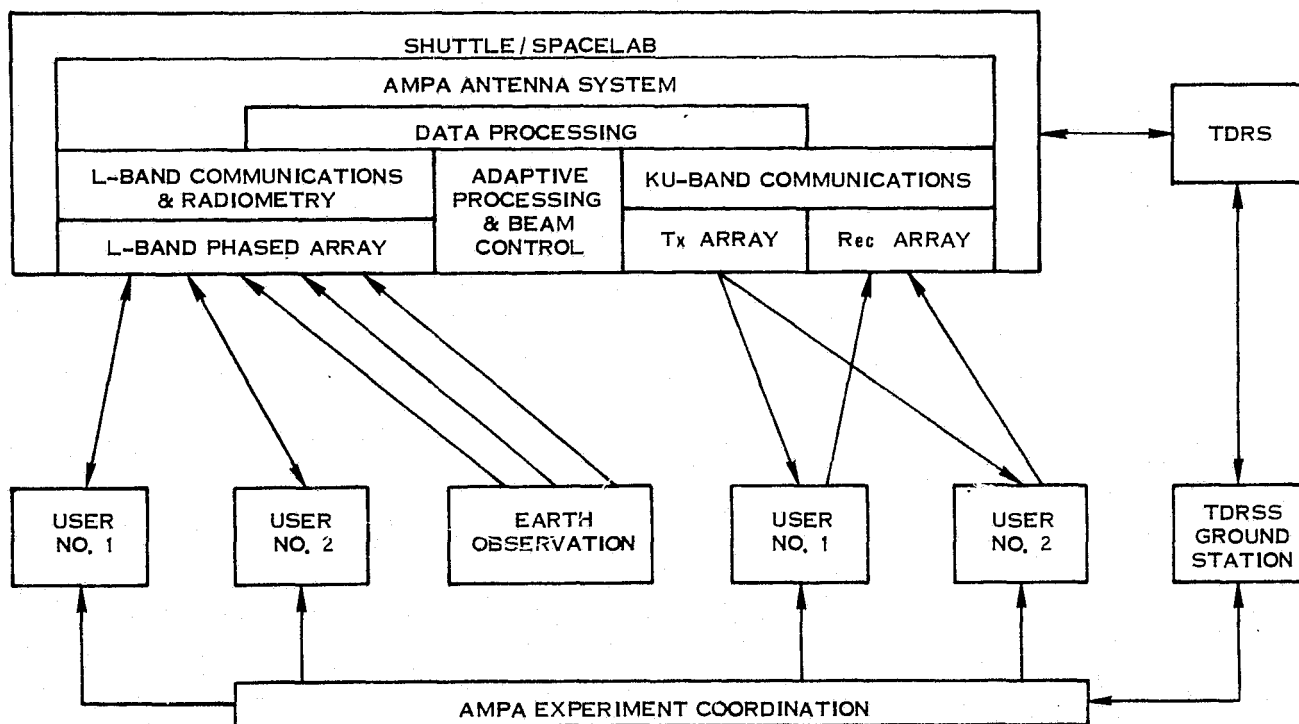 SHUTTLE/SPACELAB
AMPA ANTENNA SYSTEM
DATA PROCESSING
L-BAND COMMUNICATIONS
& RADIOMETRY
L-BAND PHASED ARRAY
ADAPTIVE
PROCESSING
& BEAM
CONTROL
KU-BAND COMMUNICATIONS
Tx ARRAY
Rec ARRAY
TDRS
USER
NO. 1
USER
NO. 2
EARTH
OBSERVATION
USER
NO. 1
USER
NO. 2
TDRSS
GROUND
STATION
AMPA EXPERIMENT COORDINATION